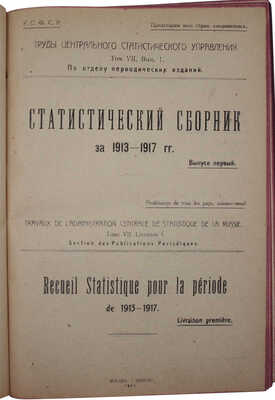 Р. С. Ф. С. Р.
Пролетарии всех стран, соединяйтесь.
ТРУДЫ ЦЕНТРАЛЬНОГО СТАТИСТИЧЕСКОГО УПРАВЛЕНИЯ
Том VII, Вып. 1.
По отделу периодических изданий.
СТАТИСТИЧЕСКИЙ СБОРНИК
за 1913—1917 гг.
Выпуск первый.
Prolétaires de tous les pays, unissez-vous!
TRAVAUX DE L'ADMINISTRATION CENTRALE DE STATISTIQUE DE LA RUSSIE.
Tome VII, Livraison 1.
Section des Publications Périodiques.
Recueil Statistique pour la période
de 1913-1917.
Livraison première.
МОСКВА